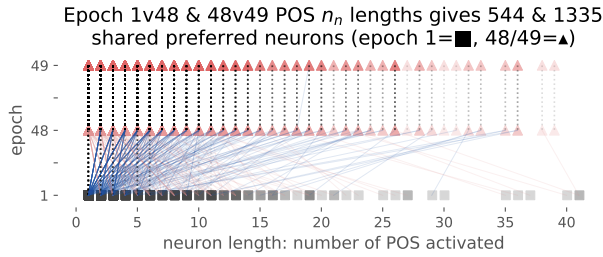 Epoch 1v48 & 48v49 POS nₙ lengths gives 544 & 1335
shared preferred neurons (epoch 1=■, 48/49=▲)
49
48
1
epoch
0 5 10 15 20 25 30 35 40
neuron length: number of POS activated